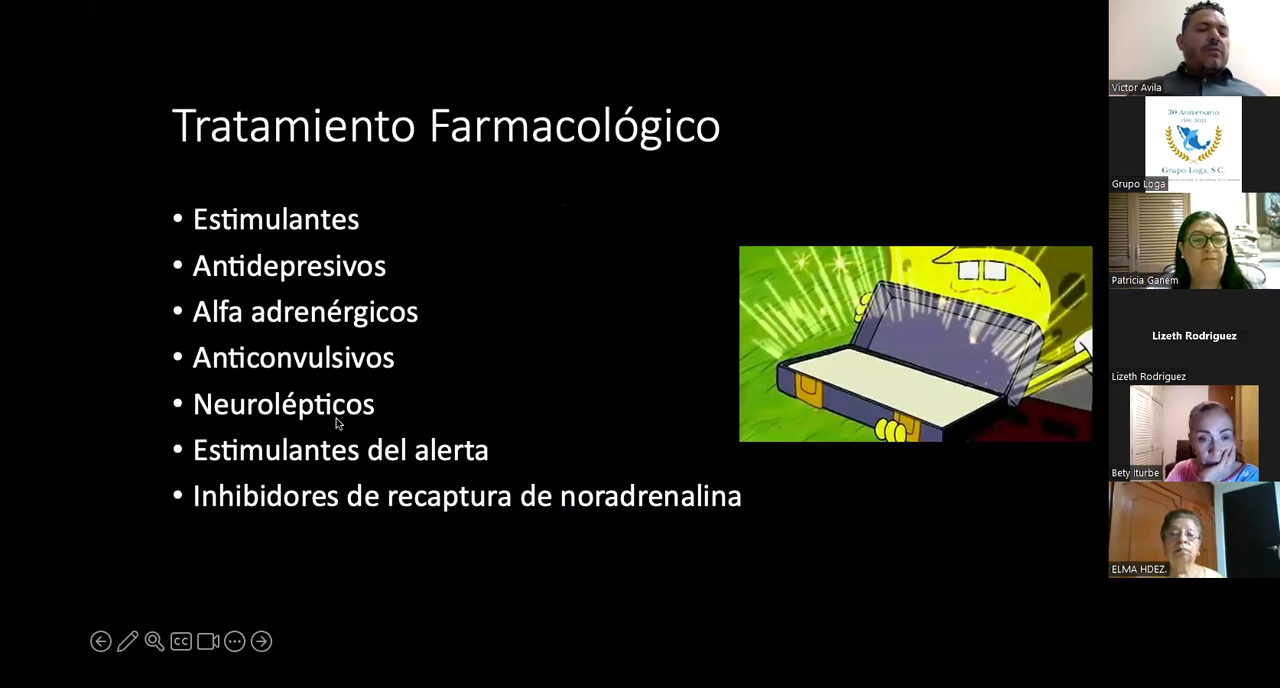 Tratamiento Farmacológico
• Estimulantes
• Antidepresivos
• Alfa adrenérgicos
• Anticonvulsivos
• Neurolépticos
• Estimulantes del alerta
• Inhibidores de recaptura de noradrenalina
Victor Avila
30 Aniversario
Grupo Loga, S.C.
Grupo Loga
Patricia Ganem
Lizeth Rodriguez
Lizeth Rodriguez
Bety Iturbe
ELMA HDEZ.
CC